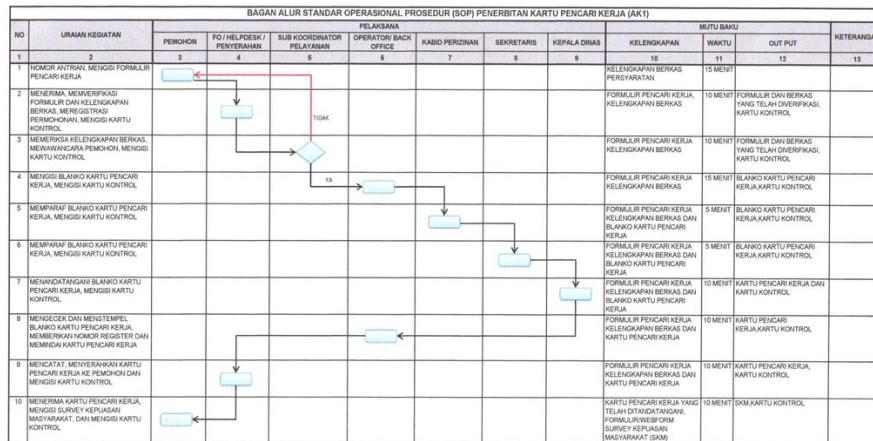 BAGAN ALUR STANDAR OPERASIONAL PROSEDUR (SOP) PENERBITAN KARTU PENCARI KERJA (AK1)
NO
URAIAN KEGIATAN
PELAKSANA
MUTU BAKU
KETERANGA
PEMOHON
FO / HELPDESK /
PENYERAHAN
SUB KOORDINATOR
PELAYANAN
OPERATOR/ BACK
OFFICE
KABID PERIZINAN
SEKRETARIS
KEPALA DINAS
KELENGKAPAN
WAKTU
OUT PUT
1 2 3 4 5 6 7 8 9 10 11 12 13
1
NOMOR ANTRIAN, MENGISI FORMULIR
PENCARI KERJA
KELENGKAPAN BERKAS
PERSYARATAN
15 MENIT
2
MENERIMA, MEMVERIFIKASI
FORMULIR DAN KELENGKAPAN
BERKAS, MEREGISTRASI
PERMOHONAN, MENGISI KARTU
KONTROL
TIDAK
FORMULIR PENCARI KERJA,
KELENGKAPAN BERKAS
10 MENIT
FORMULIR DAN BERKAS
YANG TELAH DIVERIFIKASI,
KARTU KONTROL
3
MEMERIKSA KELENGKAPAN BERKAS,
MEWAWANCARA PEMOHON, MENGISI
KARTU KONTROL
FORMULIR PENCARI KERJA
KELENGKAPAN BERKAS
10 MENIT
FORMULIR DAN BERKAS
YANG TELAH DIVERIFIKASI,
KARTU KONTROL
4
MENGISI BLANKO KARTU PENCARI
KERJA, MENGISI KARTU KONTROL
YA
FORMULIR PENCARI KERJA
KELENGKAPAN BERKAS
15 MENIT
BLANKO KARTU PENCARI
KERJA,KARTU KONTROL
5
MEMPARAF BLANKO KARTU PENCARI
KERJA, MENGISI KARTU KONTROL
FORMULIR PENCARI KERJA
KELENGKAPAN BERKAS DAN
BLANKO KARTU PENCARI
KERJA
5 MENIT
BLANKO KARTU PENCARI
KERJA,KARTU KONTROL
6
MEMPARAF BLANKO KARTU PENCARI
KERJA, MENGISI KARTU KONTROL
FORMULIR PENCARI KERJA
KELENGKAPAN BERKAS DAN
BLANKO KARTU PENCARI
KERJA
5 MENIT
BLANKO KARTU PENCARI
KERJA,KARTU KONTROL
7
MENANDATANGANI BLANKO KARTU
PENCARI KERJA, MENGISI KARTU
KONTROL
FORMULIR PENCARI KERJA
KELENGKAPAN BERKAS DAN
BLANKO KARTU PENCARI
KERJA
10 MENIT
KARTU PENCARI KERJA DAN
KARTU KONTROL
8
MENGECEK DAN MENSTEMPEL
BLANKO KARTU PENCARI KERJA,
MEMBERIKAN NOMOR REGISTER DAN
MEMINDAI KARTU PENCARI KERJA
FORMULIR PENCARI KERJA
KELENGKAPAN BERKAS DAN
KARTU PENCARI KERJA
10 MENIT
KARTU PENCARI
KERJA,KARTU KONTROL
9
MENCATAT, MENYERAHKAN KARTU
PENCARI KERJA KE PEMOHON DAN
MENGISI KARTU KONTROL
FORMULIR PENCARI KERJA
KELENGKAPAN BERKAS DAN
KARTU PENCARI KERJA
10 MENIT
KARTU PENCARI KERJA,
KARTU KONTROL
10
MENERIMA KARTU PENCARI KERJA,
MENGISI SURVEY KEPUASAN
MASYARAKAT, DAN MENGISI KARTU
KONTROL
KARTU PENCARI KERJA YANG
TELAH DITANDATANGANI,
FORMULIR/WEBFORM
SURVEY KEPUASAN
MASYARAKAT (SKM)
10 MENIT
SKM,KARTU KONTROL